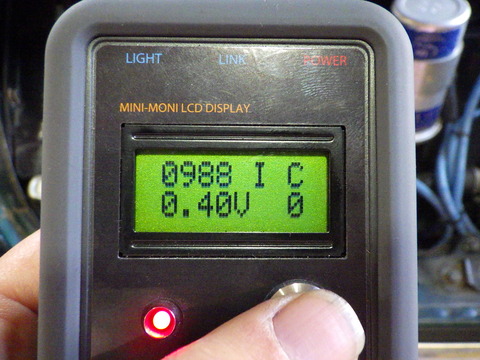 LIGHT LINK POWER
MINI-MONI LCD DISPLAY
0988 I C
0.40V 0